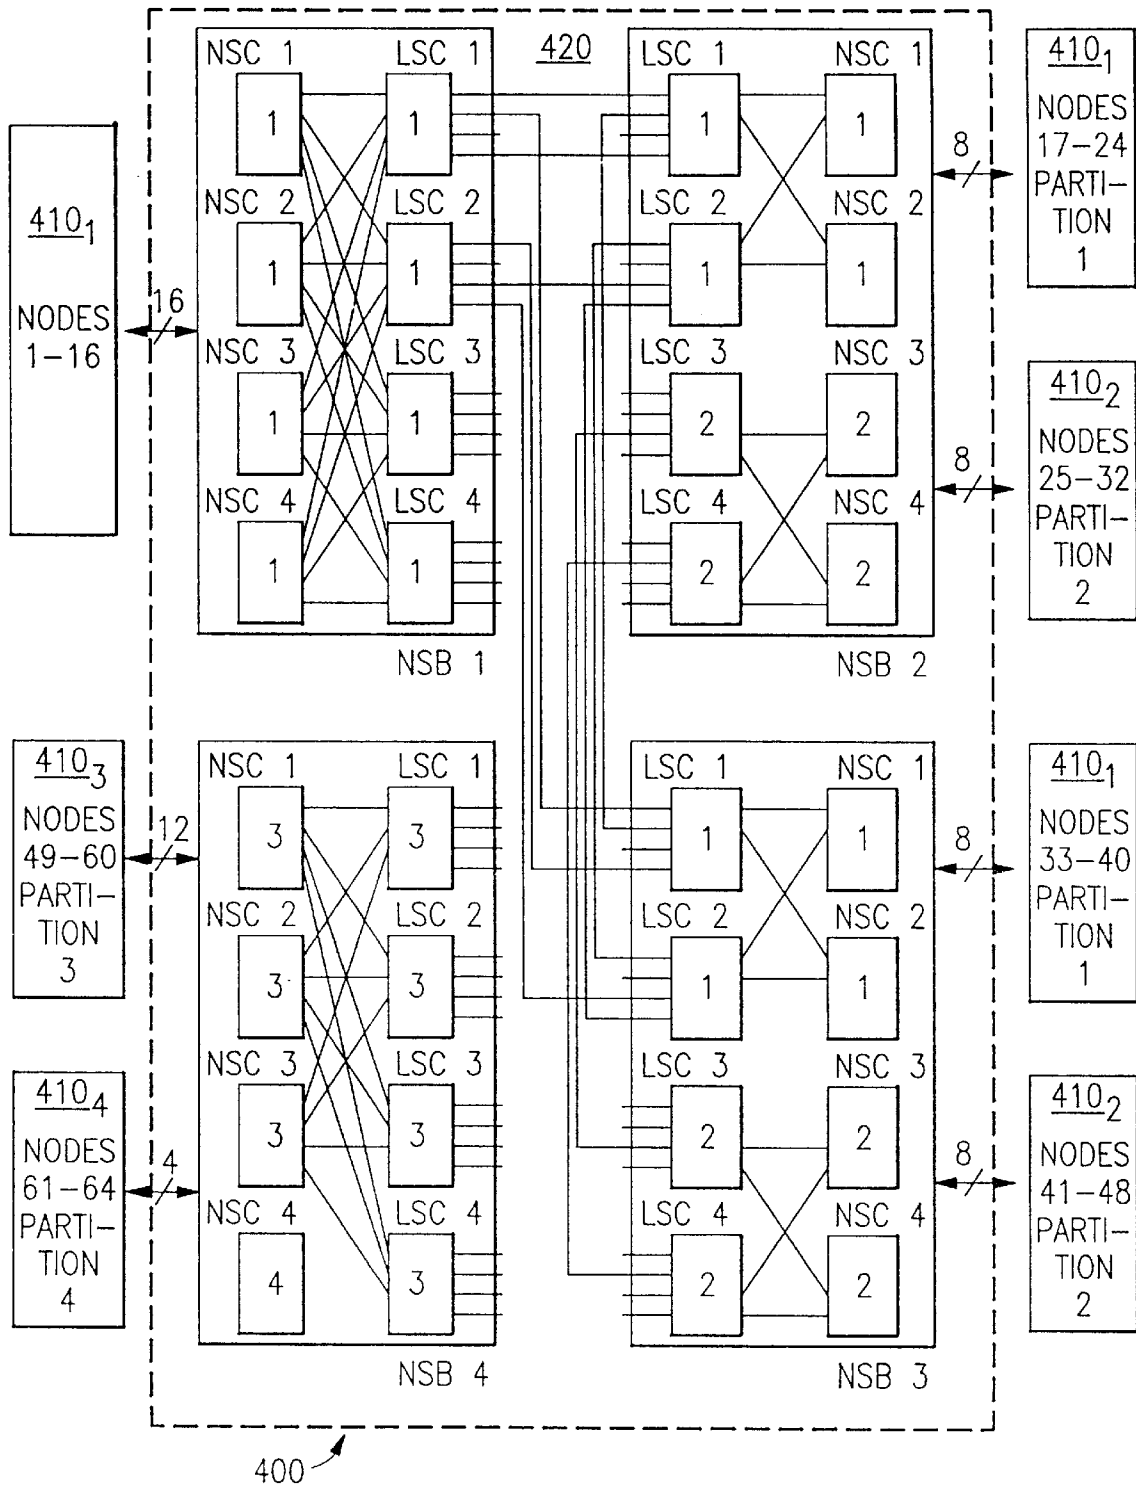 420
NSC 1 LSC 1
1 1
NSC 2 LSC 2
1 1
NSC 3 LSC 3
1 1
NSC 4 LSC 4
1 1
NSB 1
LSC 1 NSC 1
1 1
LSC 2 NSC 2
1 1
LSC 3 NSC 3
2 2
LSC 4 NSC 4
2 2
NSB 2
410₁
NODES
1–16
16
410₁
NODES
17–24
PARTI–
TION
1
8
410₂
NODES
25–32
PARTI–
TION
2
8
410₃
NODES
49–60
PARTI–
TION
3
12
410₄
NODES
61–64
PARTI–
TION
4
4
NSC 1 LSC 1
3 3
NSC 2 LSC 2
3 3
NSC 3 LSC 3
3 3
NSC 4 LSC 4
4 3
NSB 4
LSC 1 NSC 1
1 1
LSC 2 NSC 2
1 1
LSC 3 NSC 3
2 2
LSC 4 NSC 4
2 2
NSB 3
410₁
NODES
33–40
PARTI–
TION
1
8
410₂
NODES
41–48
PARTI–
TION
2
8
400